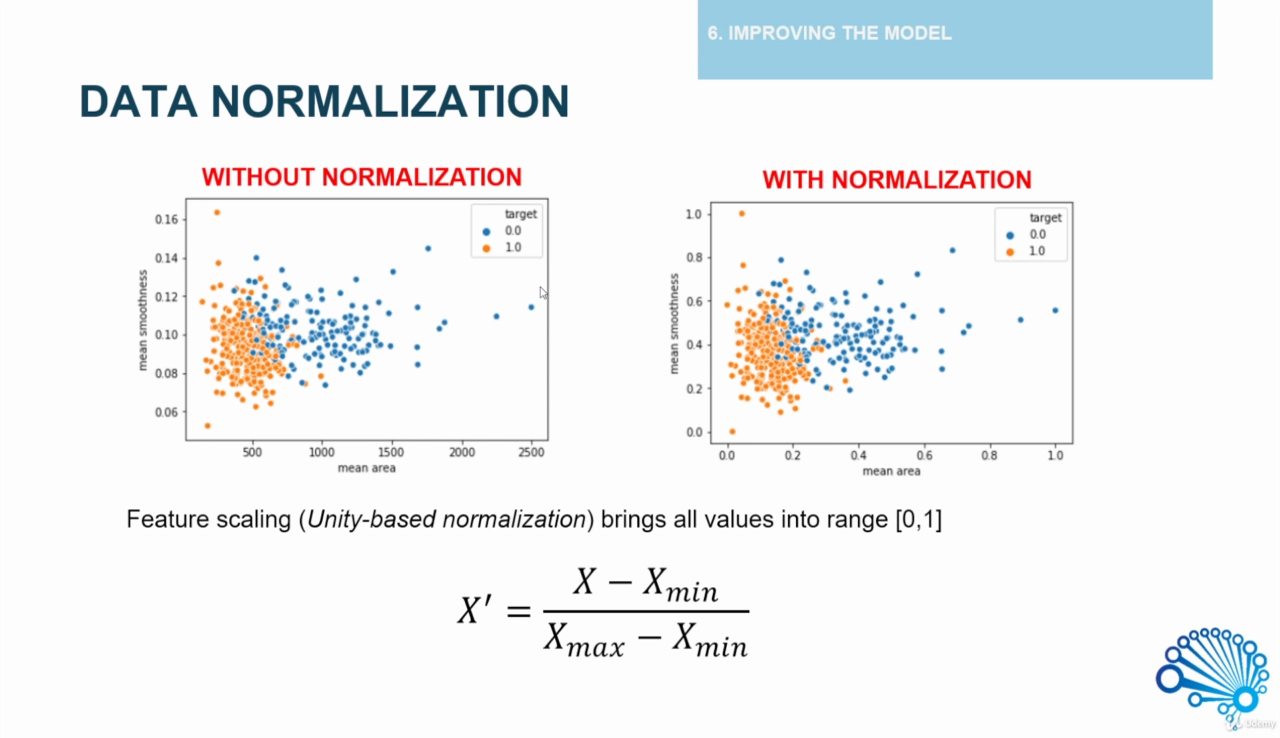 6. IMPROVING THE MODEL
DATA NORMALIZATION
WITHOUT NORMALIZATION
target
0.0
1.0
0.16
0.14
0.12
0.10
0.08
0.06
mean smoothness
500 1000 1500 2000 2500
mean area
WITH NORMALIZATION
target
0.0
1.0
1.0
0.8
0.6
0.4
0.2
0.0
mean smoothness
0.0 0.2 0.4 0.6 0.8 1.0
mean area
Feature scaling (Unity-based normalization) brings all values into range [0,1]
X′ = (X − Xmin) / (Xmax − Xmin)
Udemy